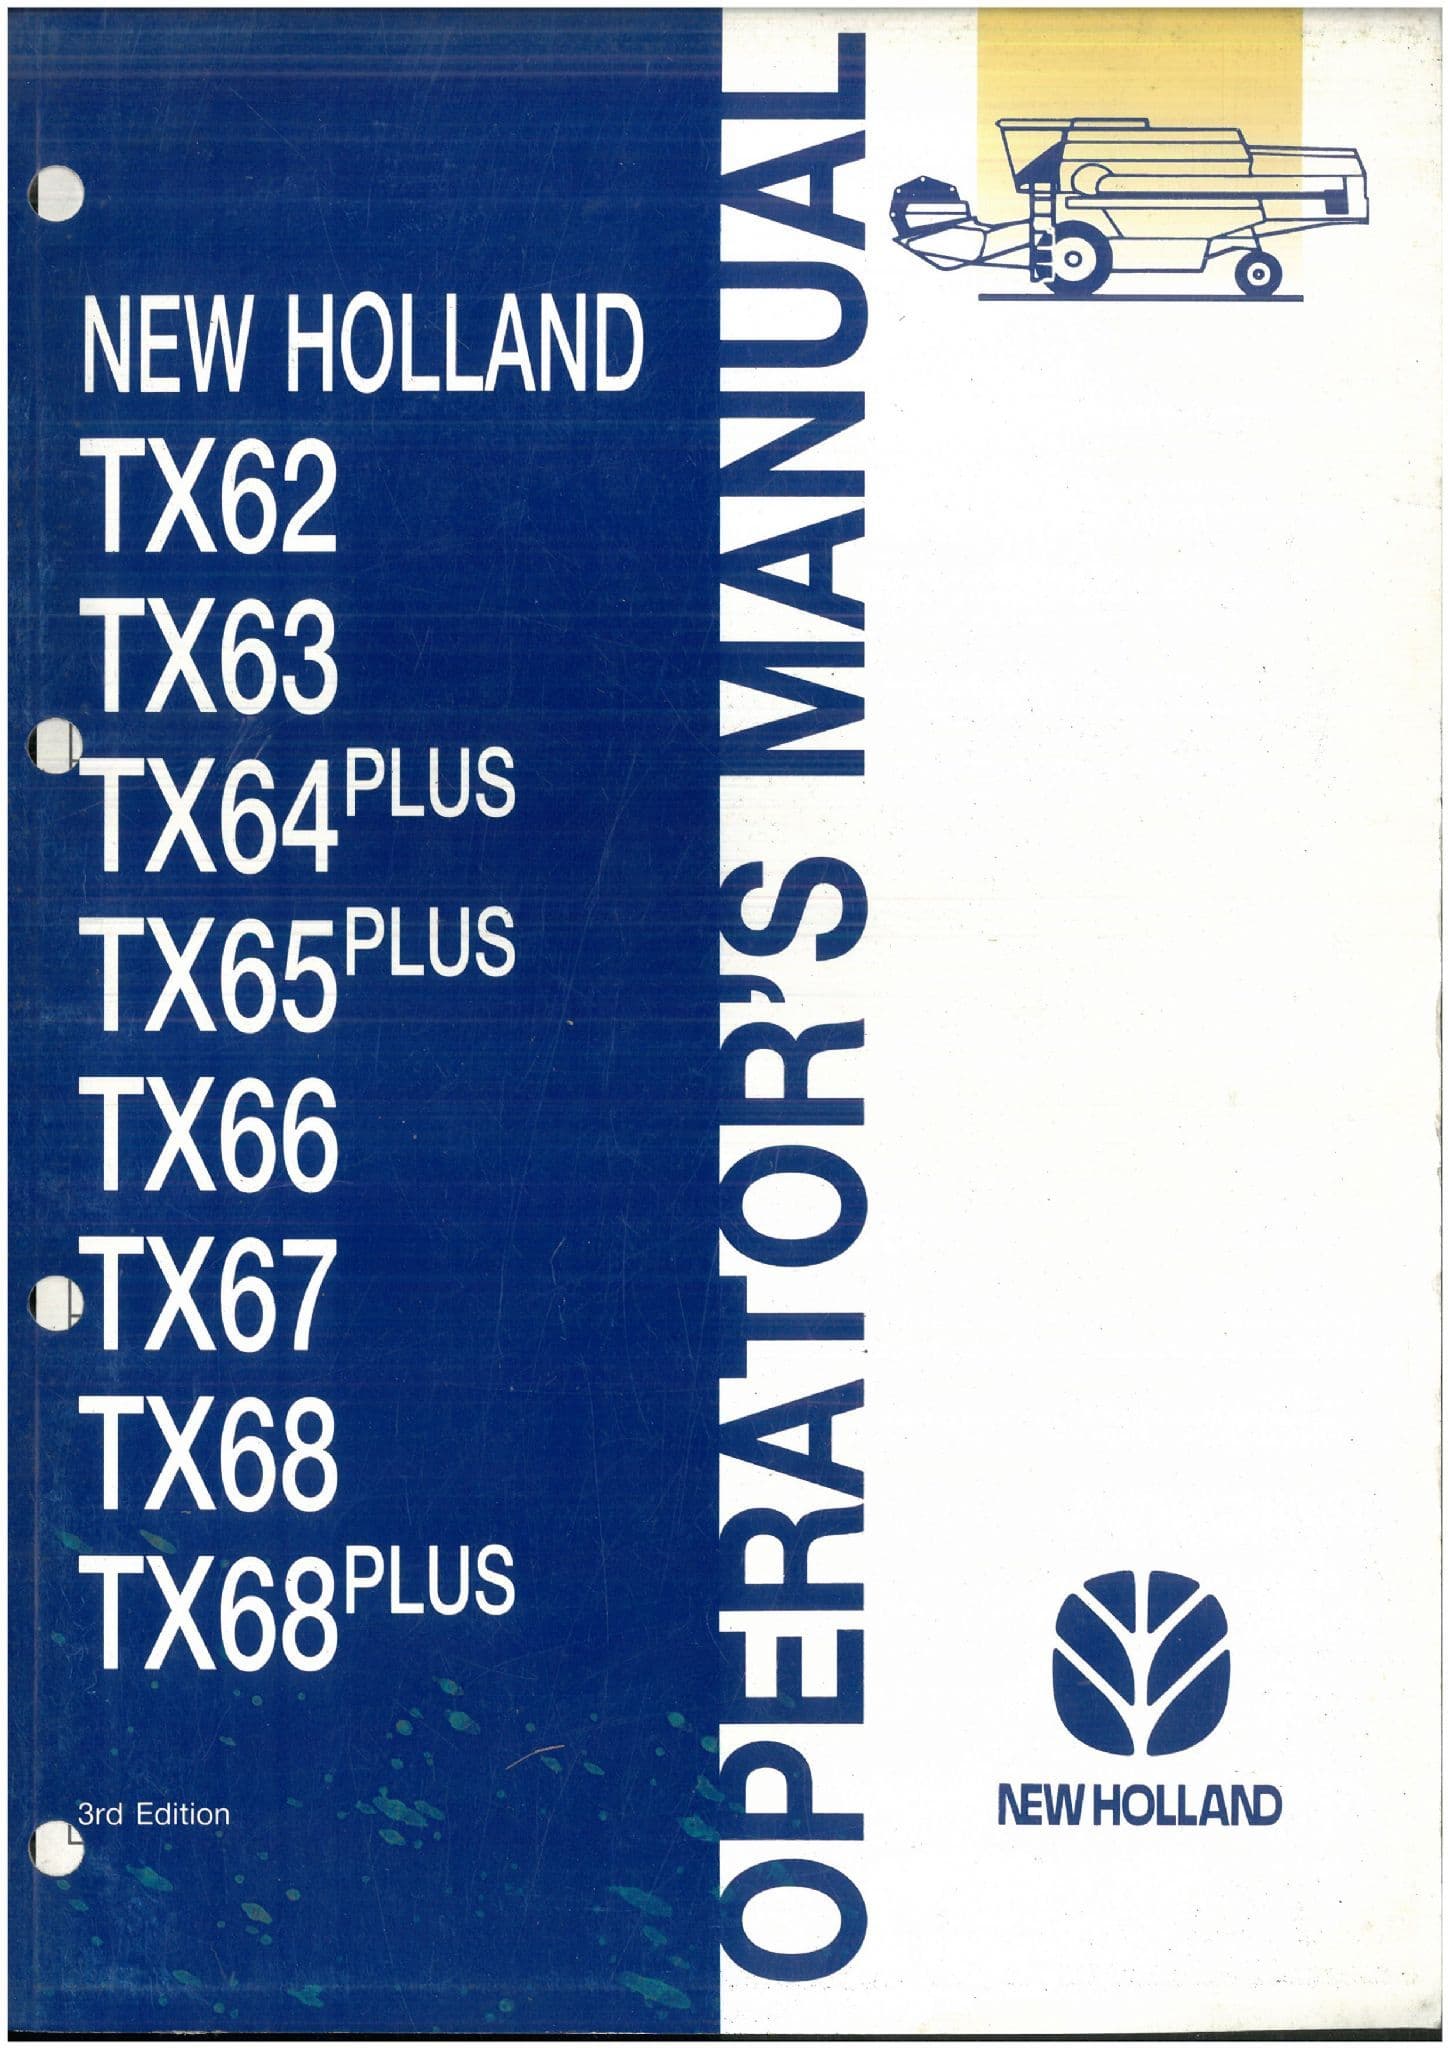 NEW HOLLAND
TX62
TX63
TX64PLUS
TX65PLUS
TX66
TX67
TX68
TX68PLUS
3rd Edition
OPERATOR'S MANUAL
NEW HOLLAND